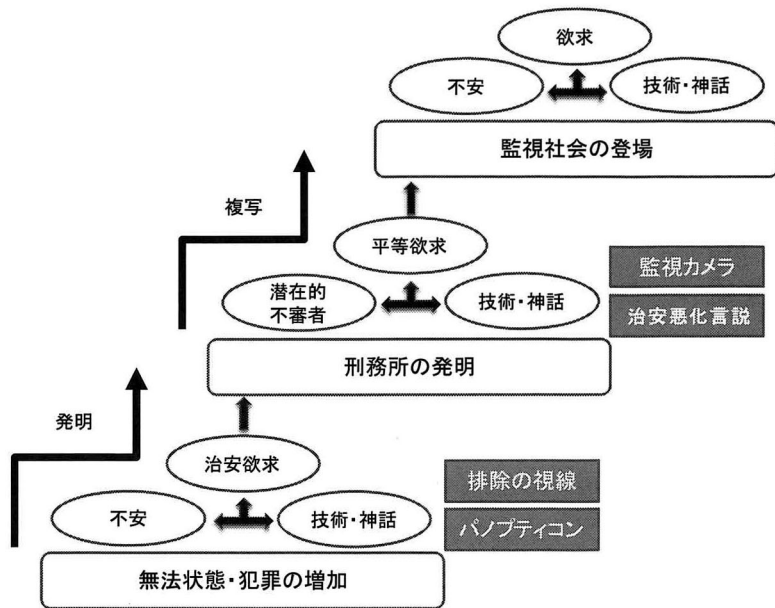 欲求
不安
技術・神話
監視社会の登場
複写
平等欲求
潜在的
不審者
技術・神話
監視カメラ
治安悪化言説
刑務所の発明
発明
治安欲求
不安
技術・神話
排除の視線
パノプティコン
無法状態・犯罪の増加